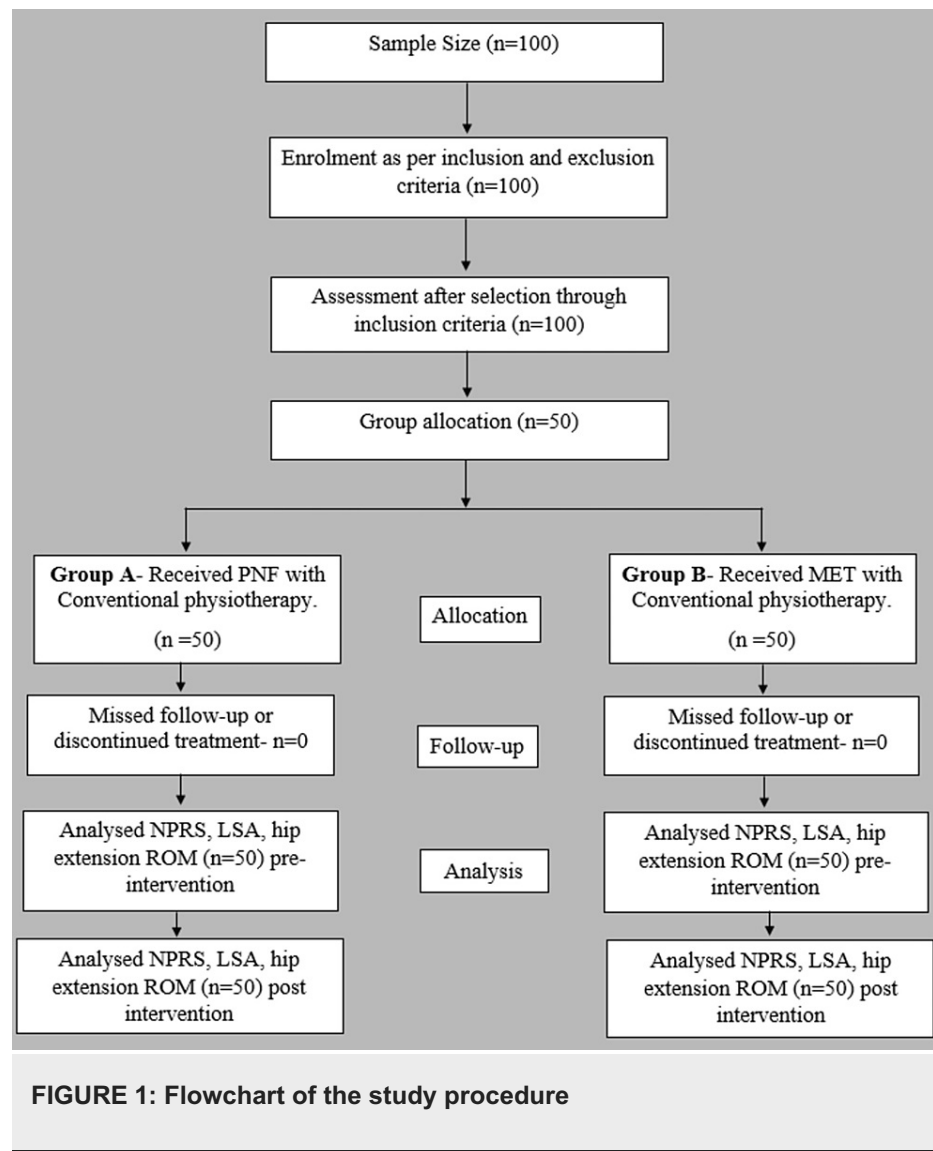 Sample Size (n=100)
Enrolment as per inclusion and exclusion
criteria (n=100)
Assessment after selection through
inclusion criteria (n=100)
Group allocation (n=50)
Group A- Received PNF with
Conventional physiotherapy.
(n =50)
Allocation
Group B- Received MET with
Conventional physiotherapy.
(n =50)
Missed follow-up or
discontinued treatment- n=0
Follow-up
Missed follow-up or
discontinued treatment- n=0
Analysed NPRS, LSA, hip
extension ROM (n=50) pre-
intervention
Analysis
Analysed NPRS, LSA, hip
extension ROM (n=50) pre-
intervention
Analysed NPRS, LSA, hip
extension ROM (n=50) post
intervention
Analysed NPRS, LSA, hip
extension ROM (n=50) post
intervention
FIGURE 1: Flowchart of the study procedure